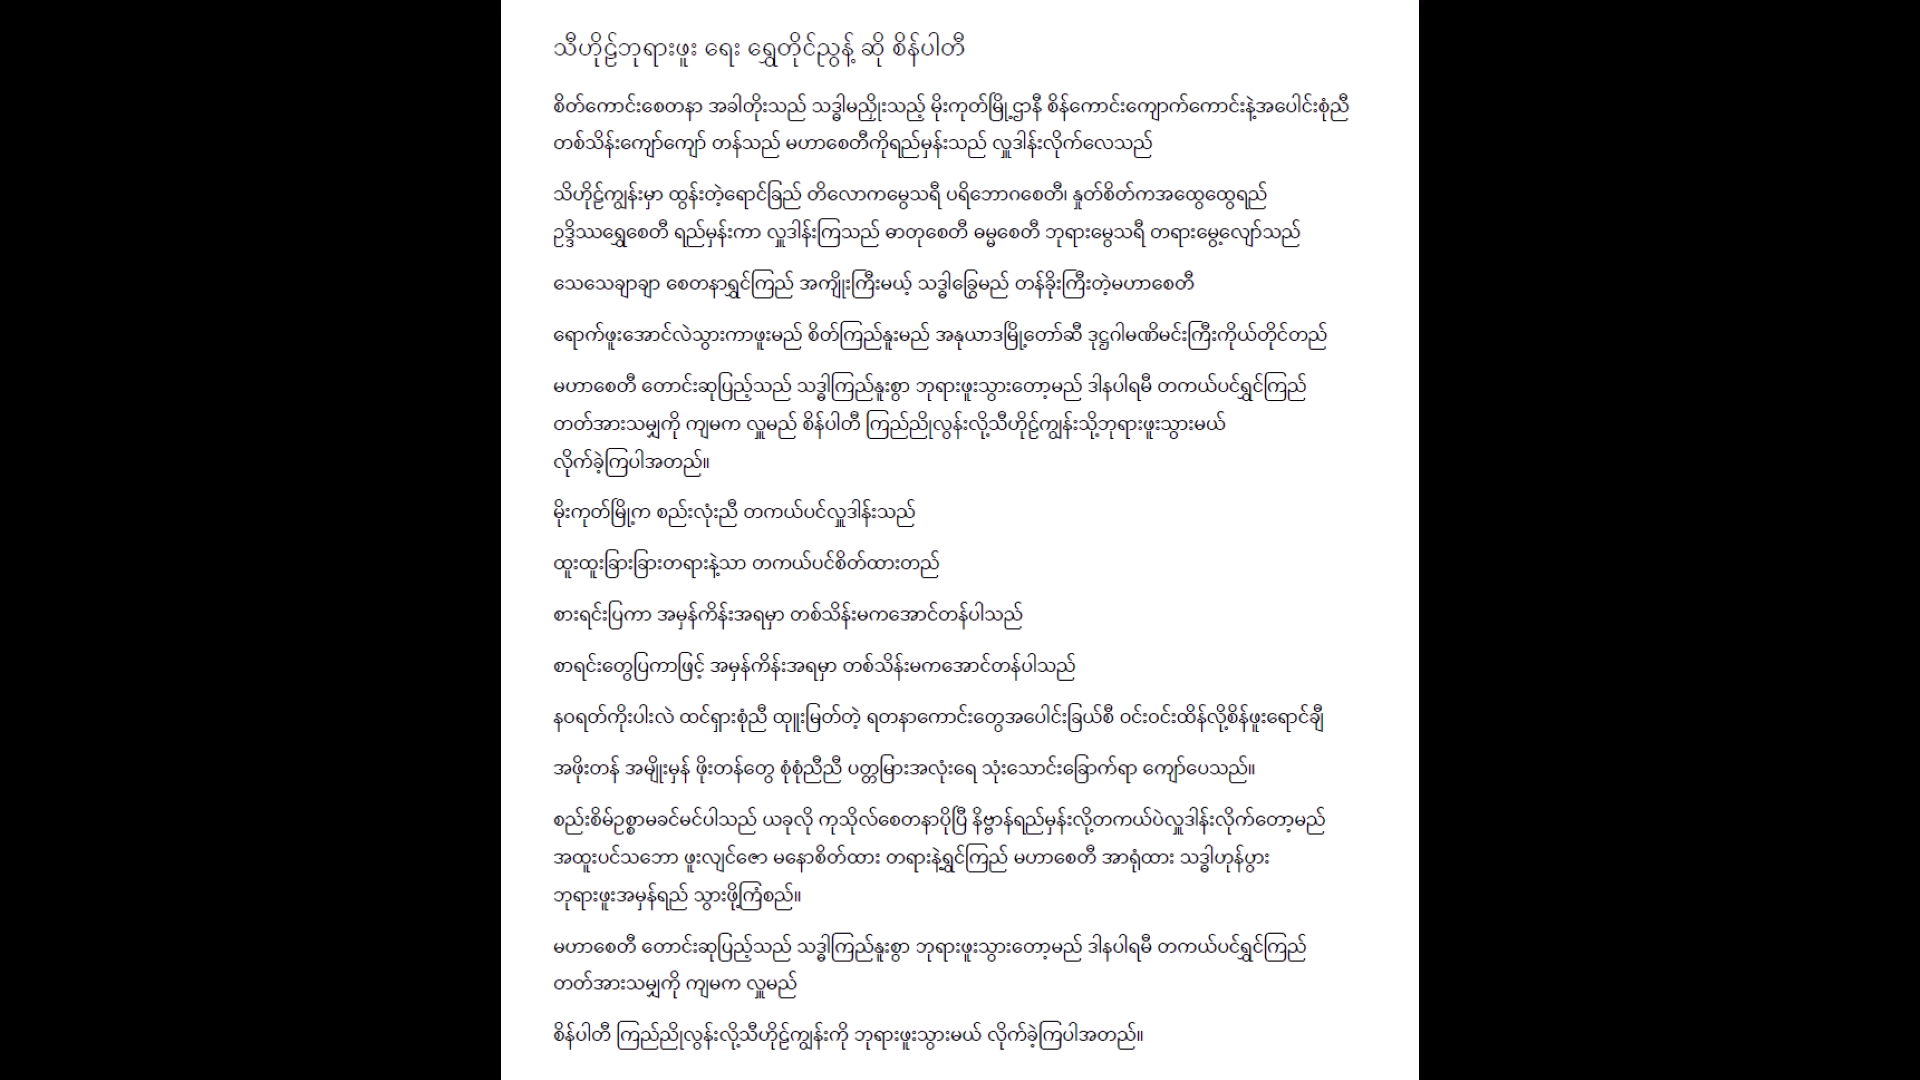 သီဟိုဠ်ဘုရားဖူး ရေး ရွှေတိုင်ညွန့် ဆို စိန်ပါတီ
စိတ်ကောင်းစေတနာ အခါတိုးသည် သဒ္ဓါမညှိုးသည့် မိုးကုတ်မြို့ဌာနီ စိန်ကောင်းကျောက်ကောင်းနဲ့အပေါင်းစုံညီ
တစ်သိန်းကျော်ကျော် တန်သည် မဟာစေတီကိုရည်မှန်းသည် လှူဒါန်းလိုက်လေသည်
သိဟိုဠ်ကျွန်းမှာ ထွန်းတဲ့ရောင်ခြည် တိလောကမွေသရီ ပရိဘောဂစေတီ၊ နှုတ်စိတ်ကအထွေထွေရည်
ဥဒ္ဒိဿရွှေစေတီ ရည်မှန်းကာ လှူဒါန်းကြသည် ဓာတုစေတီ ဓမ္မစေတီ ဘုရားမွေသရီ တရားမွေ့လျော်သည်
သေသေချာချာ စေတနာရွှင်ကြည် အကျိုးကြီးမယ့် သဒ္ဓါခြွေမည် တန်ခိုးကြီးတဲ့မဟာစေတီ
ရောက်ဖူးအောင်လဲသွားကာဖူးမည် စိတ်ကြည်နူးမည် အနုယာဒမြို့တော်ဆီ ဒုဋ္ဌဂါမဏိမင်းကြီးကိုယ်တိုင်တည်
မဟာစေတီ တောင်းဆုပြည့်သည် သဒ္ဓါကြည်နူးစွာ ဘုရားဖူးသွားတော့မည် ဒါနပါရမီ တကယ်ပင်ရွှင်ကြည်
တတ်အားသမျှကို ကျမက လှူမည် စိန်ပါတီ ကြည်ညိုလွန်းလို့သီဟိုဠ်ကျွန်းသို့ဘုရားဖူးသွားမယ်
လိုက်ခဲ့ကြပါအတည်။
မိုးကုတ်မြို့က စည်းလုံးညီ တကယ်ပင်လှူဒါန်းသည်
ထူးထူးခြားခြားတရားနဲ့သာ တကယ်ပင်စိတ်ထားတည်
စားရင်းပြကာ အမှန်ကိန်းအရမှာ တစ်သိန်းမကအောင်တန်ပါသည်
စာရင်းတွေပြကာဖြင့် အမှန်ကိန်းအရမှာ တစ်သိန်းမကအောင်တန်ပါသည်
နဝရတ်ကိုးပါးလဲ ထင်ရှားစုံညီ ထူူးမြတ်တဲ့ ရတနာကောင်းတွေအပေါင်းခြယ်စီ ဝင်းဝင်းထိန်လို့စိန်ဖူးရောင်ချီ
အဖိုးတန် အမျိုးမှန် ဖိုးတန်တွေ စုံစုံညီညီ ပတ္တမြားအလုံးရေ သုံးသောင်းခြောက်ရာ ကျော်ပေသည်။
စည်းစိမ်ဥစ္စာမခင်မင်ပါသည် ယခုလို ကုသိုလ်စေတနာပိုပြီ နိဗ္ဗာန်ရည်မှန်းလို့တကယ်ပဲလှူဒါန်းလိုက်တော့မည်
အထူးပင်သဘော ဖူးလျင်ဇော မနောစိတ်ထား တရားနဲ့ရွှင်ကြည် မဟာစေတီ အာရုံထား သဒ္ဓါဟုန်ပွား
ဘုရားဖူးအမှန်ရည် သွားဖို့ကြံစည်။
မဟာစေတီ တောင်းဆုပြည့်သည် သဒ္ဓါကြည်နူးစွာ ဘုရားဖူးသွားတော့မည် ဒါနပါရမီ တကယ်ပင်ရွှင်ကြည်
တတ်အားသမျှကို ကျမက လှူမည်
စိန်ပါတီ ကြည်ညိုလွန်းလို့သီဟိုဠ်ကျွန်းကို ဘုရားဖူးသွားမယ် လိုက်ခဲ့ကြပါအတည်။